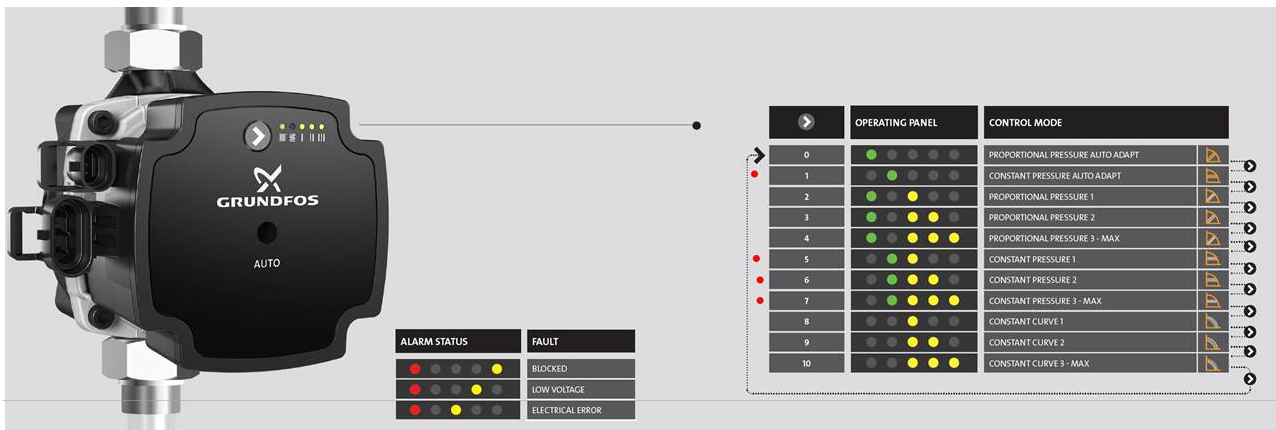 GRUNDFOS
AUTO
ALARM STATUS FAULT
BLOCKED
LOW VOLTAGE
ELECTRICAL ERROR
OPERATING PANEL CONTROL MODE
0 PROPORTIONAL PRESSURE AUTO ADAPT
1 CONSTANT PRESSURE AUTO ADAPT
2 PROPORTIONAL PRESSURE 1
3 PROPORTIONAL PRESSURE 2
4 PROPORTIONAL PRESSURE 3 - MAX
5 CONSTANT PRESSURE 1
6 CONSTANT PRESSURE 2
7 CONSTANT PRESSURE 3 - MAX
8 CONSTANT CURVE 1
9 CONSTANT CURVE 2
10 CONSTANT CURVE 3 - MAX